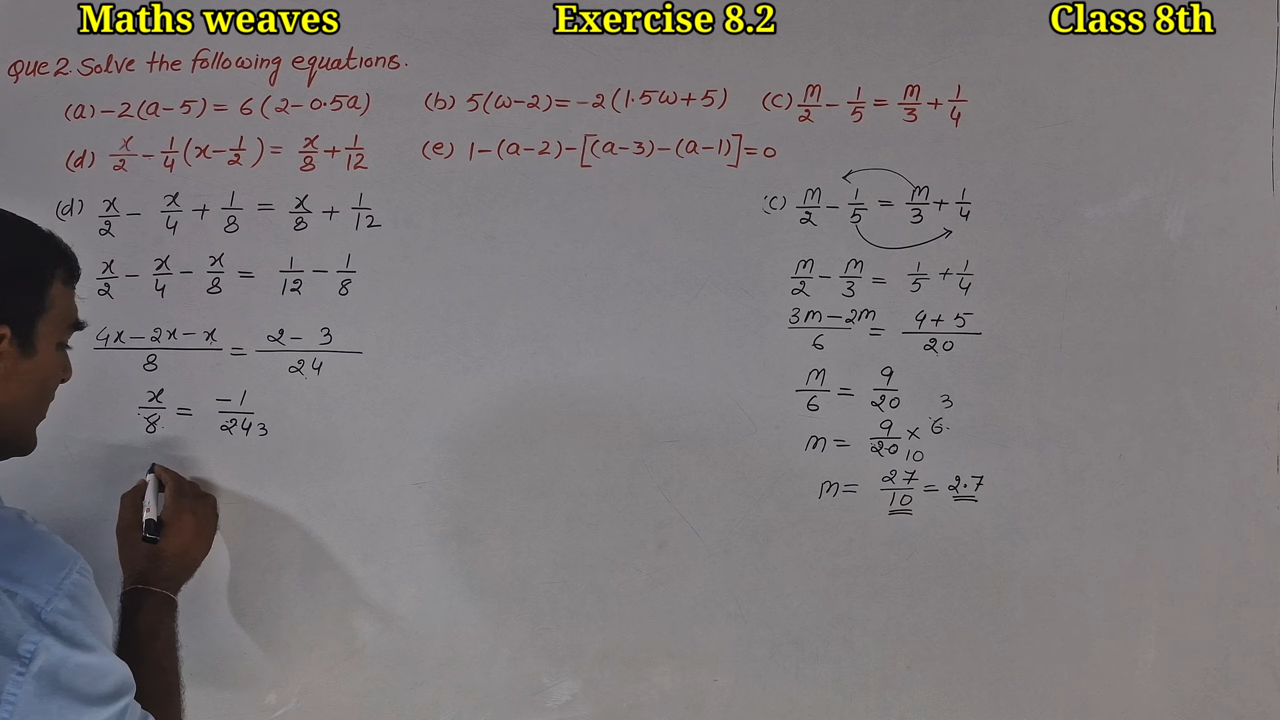 Maths weaves Exercise 8.2 Class 8th
Que 2. Solve the following equations.
(a) -2(a-5) = 6(2-0.5a) (b) 5(ω-2) = -2(1.5ω+5) (c) m/2 - 1/5 = m/3 + 1/4
(d) x/2 - 1/4(x - 1/2) = x/8 + 1/12 (e) 1-(a-2)-[(a-3)-(a-1)]=0
(d) x/2 - x/4 + 1/8 = x/8 + 1/12
x/2 - x/4 - x/8 = 1/12 - 1/8
(4x-2x-x)/8 = (2-3)/24
x/8 = -1/24 3
(c) m/2 - 1/5 = m/3 + 1/4
m/2 - m/3 = 1/5 + 1/4
(3m-2m)/6 = (4+5)/20
m/6 = 9/20 3
m = 9/20 × 6 10
m = 27/10 = 2.7